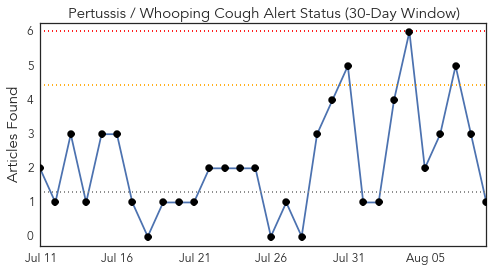 Pertussis / Whooping Cough Alert Status (30-Day Window)
Articles Found
6
5
4
3
2
1
0
Jul 11 Jul 16 Jul 21 Jul 26 Jul 31 Aug 05